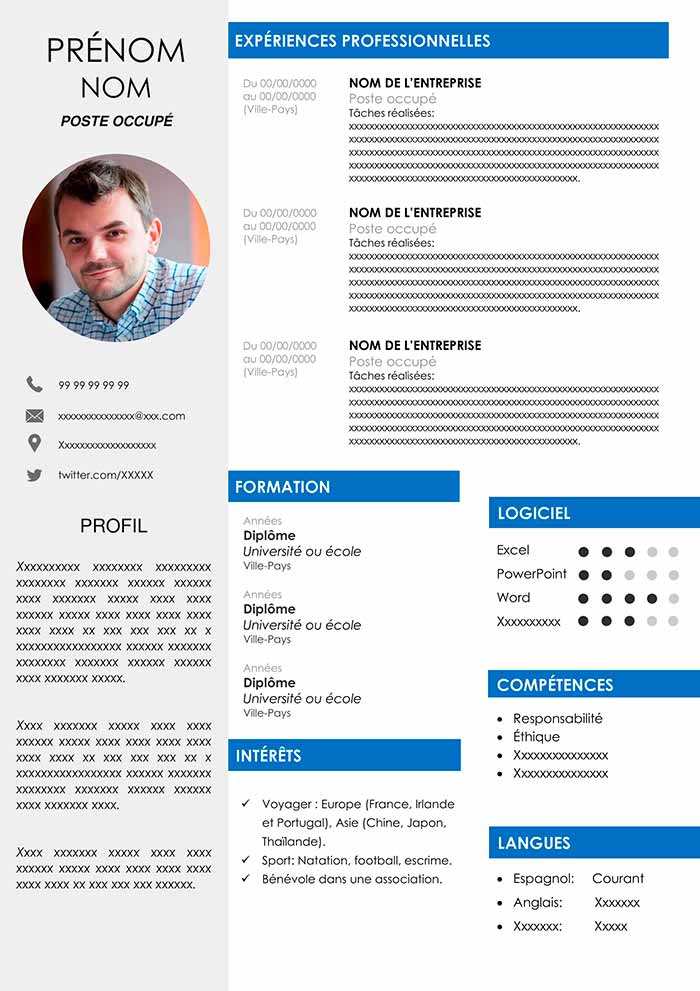 PRÉNOM
NOM
POSTE OCCUPÉ
99 99 99 99 99
xxxxxxxxxxxxxxx@xxx.com
Xxxxxxxxxxxxxxxxxx
twitter.com/XXXXX
PROFIL
Xxxxxxxxxx xxxxxxxx xxxxxxxxx
xxxxxxxx xxxxxxx xxxxxx xxxxxx
xxxx xxxxxxx xxxxx xxxx xxxx
xxxxxx xxxxx xxxx xxxx xxxx xxxx
xxxx xxxx xx xxx xxx xxx xx x
xxxxxxxxxxxxxxxxx xxxxxxx xxxxxx
xxxxxxxx xxxxxxx xxxxxx xxxxxx
xxxx xxxxxxx xxxxx.
Xxxx xxxxxxx xxxxx xxxx xxxx
xxxxxx xxxxx xxxx xxxx xxxx xxxx
xxxx xxxx xx xxx xxx xxx xx x
xxxxxxxxxxxxxxxxx xxxxxxx xxxxxx
xxxxxxxx xxxxxxx xxxxxx xxxxxx
xxxx xxxxxxx xxxx.
Xxxx xxxxxxx xxxxx xxxx xxxx
xxxxxx xxxxx xxxx xxxx xxxx xxxx
xxxx xxxx xx xxx xxx xxx xxxxxx.
EXPÉRIENCES PROFESSIONNELLES
Du 00/00/0000
au 00/00/0000
(Ville-Pays)
NOM DE L'ENTREPRISE
Poste occupé
Tâches réalisées:
Du 00/00/0000
au 00/00/0000
(Ville-Pays)
NOM DE L'ENTREPRISE
Poste occupé
Tâches réalisées:
Du 00/00/0000
au 00/00/0000
(Ville-Pays)
NOM DE L'ENTREPRISE
Poste occupé
Tâches réalisées:
FORMATION
Années
Diplôme
Université ou école
Ville-Pays
Années
Diplôme
Université ou école
Ville-Pays
Années
Diplôme
Université ou école
Ville-Pays
INTÉRÊTS
Voyager : Europe (France, Irlande
et Portugal), Asie (Chine, Japon,
Thaïlande).
Sport: Natation, football, escrime.
Bénévole dans une association.
LOGICIEL
Excel
PowerPoint
Word
Xxxxxxxxxx
COMPÉTENCES
• Responsabilité
• Éthique
• Xxxxxxxxxxxxxxx
• Xxxxxxxxxxxxxxx
LANGUES
• Espagnol: Courant
• Anglais: Xxxxxxx
• Xxxxxxx: Xxxxx